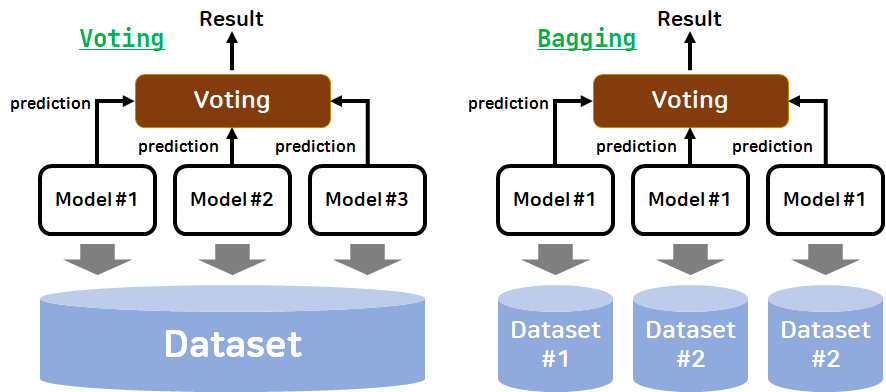 Voting
Result
Voting
prediction
prediction
prediction
Model #1
Model #2
Model #3
Dataset
Bagging
Result
Voting
prediction
prediction
prediction
Model #1
Model #1
Model #1
Dataset
#1
Dataset
#2
Dataset
#2